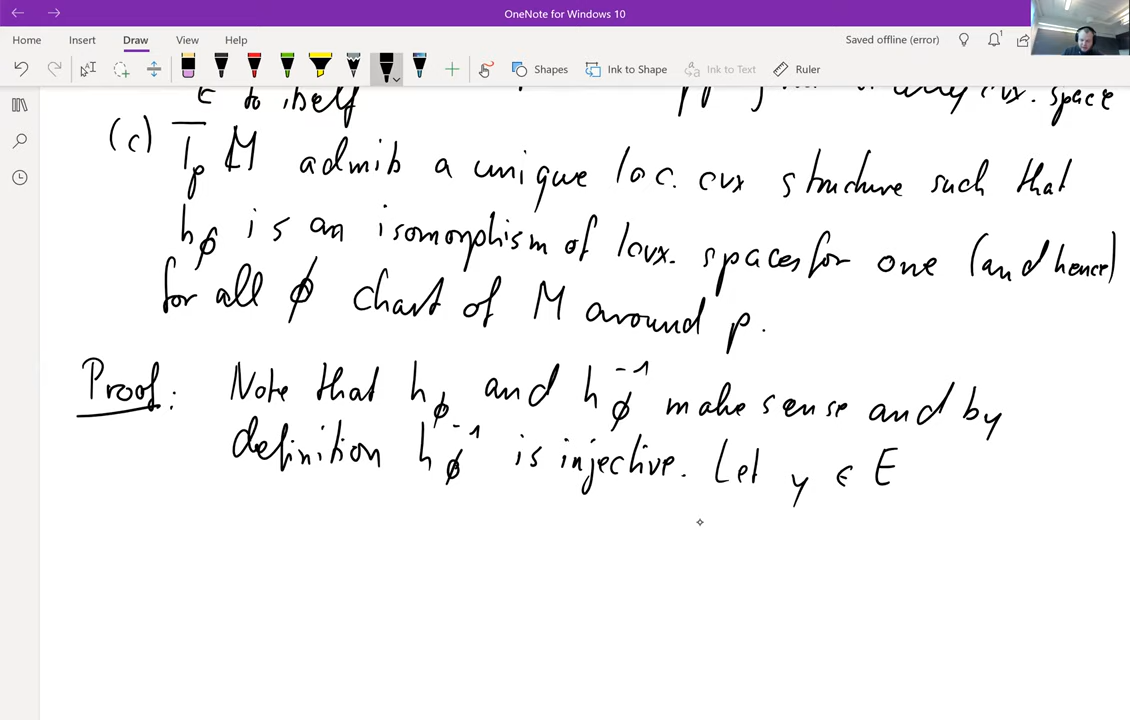 OneNote for Windows 10
Home Insert Draw View Help
Saved offline (error)
Shapes Ink to Shape Ink to Text Ruler
E to itself cvx. space
(c) TpM admits a unique loc. cvx structure such that
hϕ is an isomorphism of lcvx. spaces for one (and hence)
for all ϕ chart of M around p.
Proof: Note that hϕ and hϕ⁻¹ make sense and by
definition hϕ⁻¹ is injective. Let y ∈ E